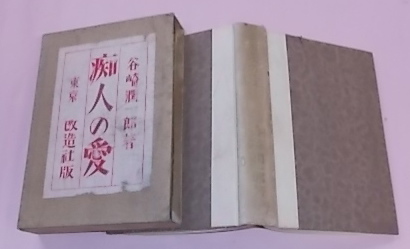 谷崎潤一郎著
痴人の愛
東京 改造社版